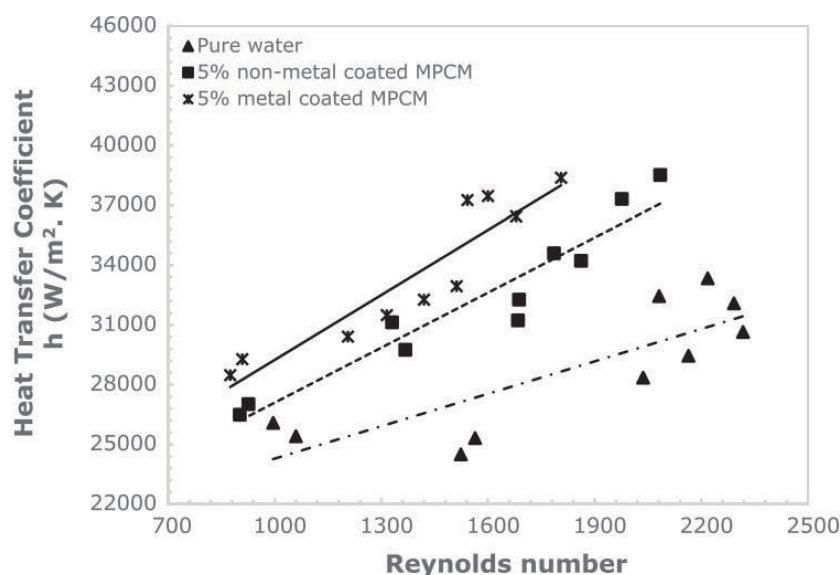 46000
43000
40000
37000
34000
31000
28000
25000
22000
Heat Transfer Coefficient
h (W/m². K)
Pure water
5% non-metal coated MPCM
5% metal coated MPCM
700 1000 1300 1600 1900 2200 2500
Reynolds number